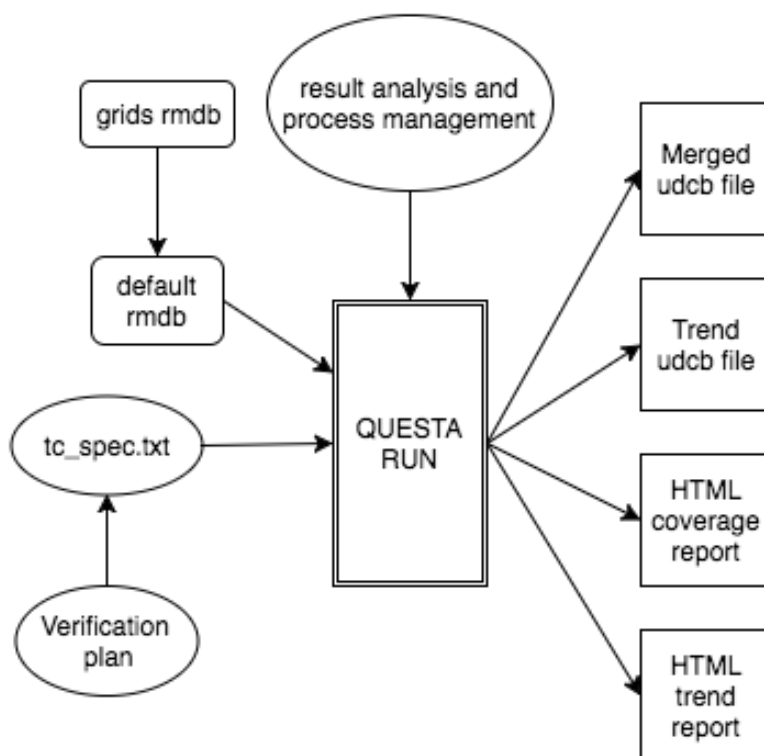 grids rmdb
result analysis and
process management
Merged
udcb file
default
rmdb
Trend
udcb file
tc_spec.txt
QUESTA
RUN
HTML
coverage
report
Verification
plan
HTML
trend
report